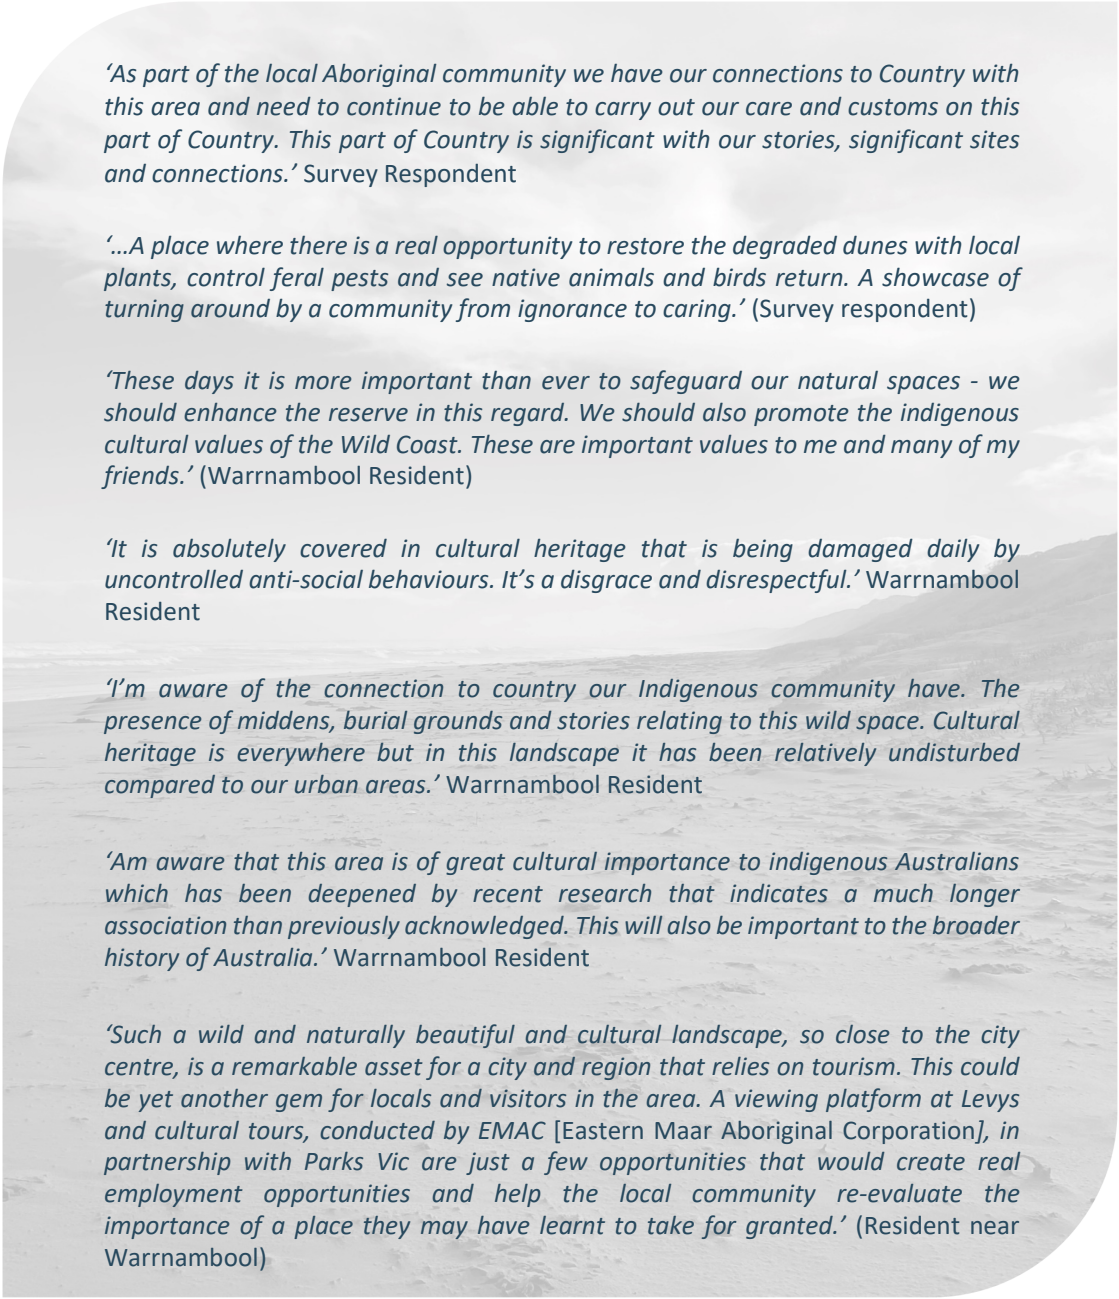 ‘As part of the local Aboriginal community we have our connections to Country with
this area and need to continue to be able to carry out our care and customs on this
part of Country. This part of Country is significant with our stories, significant sites
and connections.’ Survey Respondent
‘…A place where there is a real opportunity to restore the degraded dunes with local
plants, control feral pests and see native animals and birds return. A showcase of
turning around by a community from ignorance to caring.’ (Survey respondent)
‘These days it is more important than ever to safeguard our natural spaces - we
should enhance the reserve in this regard. We should also promote the indigenous
cultural values of the Wild Coast. These are important values to me and many of my
friends.’ (Warrnambool Resident)
‘It is absolutely covered in cultural heritage that is being damaged daily by
uncontrolled anti-social behaviours. It’s a disgrace and disrespectful.’ Warrnambool
Resident
‘I’m aware of the connection to country our Indigenous community have. The
presence of middens, burial grounds and stories relating to this wild space. Cultural
heritage is everywhere but in this landscape it has been relatively undisturbed
compared to our urban areas.’ Warrnambool Resident
‘Am aware that this area is of great cultural importance to indigenous Australians
which has been deepened by recent research that indicates a much longer
association than previously acknowledged. This will also be important to the broader
history of Australia.’ Warrnambool Resident
‘Such a wild and naturally beautiful and cultural landscape, so close to the city
centre, is a remarkable asset for a city and region that relies on tourism. This could
be yet another gem for locals and visitors in the area. A viewing platform at Levys
and cultural tours, conducted by EMAC [Eastern Maar Aboriginal Corporation], in
partnership with Parks Vic are just a few opportunities that would create real
employment opportunities and help the local community re-evaluate the
importance of a place they may have learnt to take for granted.’ (Resident near
Warrnambool)